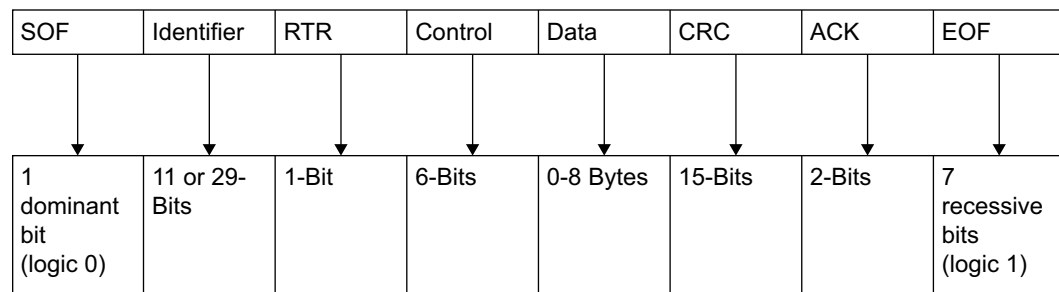 SOF Identifier RTR Control Data CRC ACK EOF
1 11 or 29- 1-Bit 6-Bits 0-8 Bytes 15-Bits 2-Bits 7
dominant Bits recessive
bit bits
(logic 0) (logic 1)